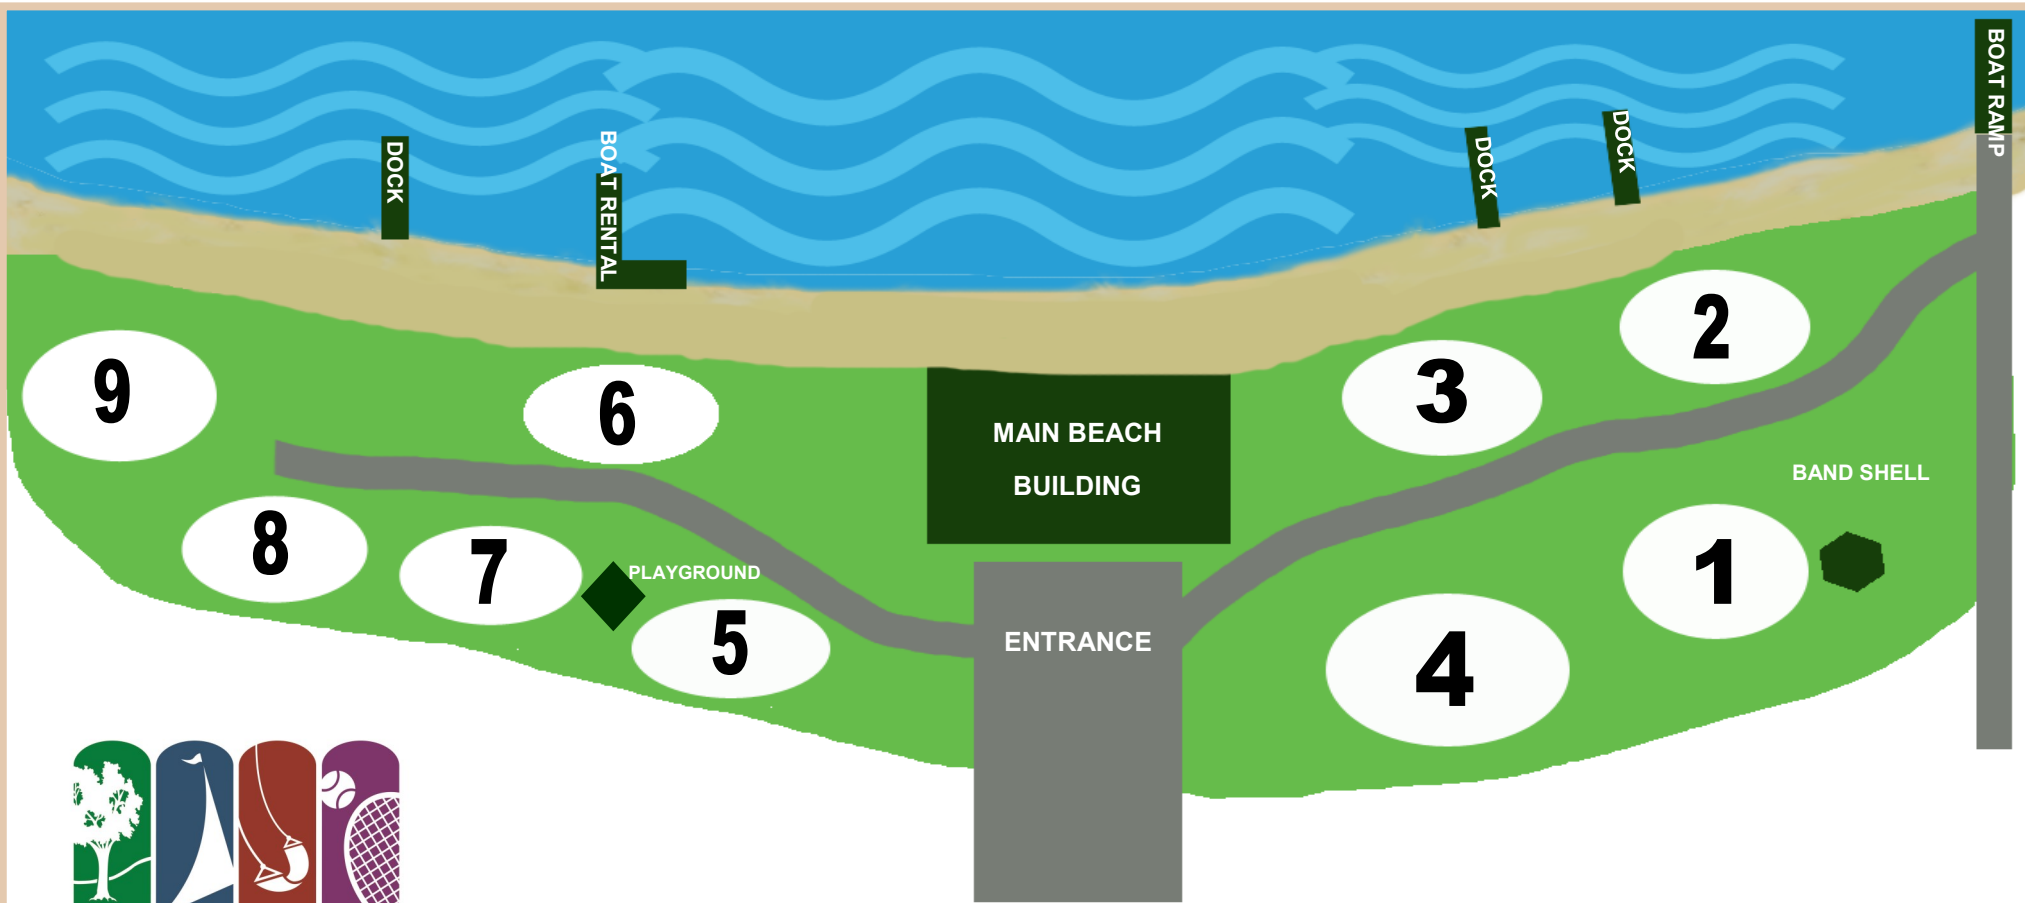 BOAT RAMP
DOCK
BOAT RENTAL
DOCK
DOCK
2
3
9
6
MAIN BEACH
BUILDING
BAND SHELL
8
7
PLAYGROUND
1
5
ENTRANCE
4